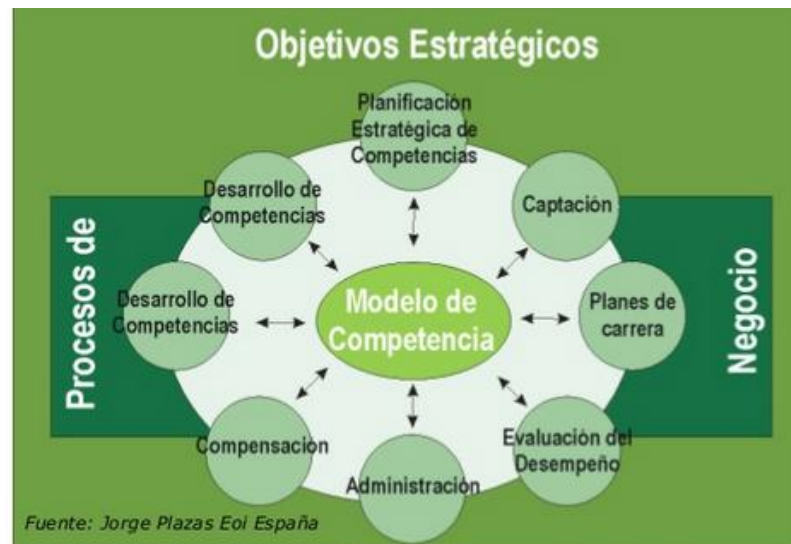 Objetivos Estratégicos
Planificación
Estratégica de
Competencias
Desarrollo de
Competencias
Captación
Procesos de
Desarrollo de
Competencias
Modelo de
Competencia
Planes de
carrera
Negocio
Compensación
Administración
Evaluación del
Desempeño
Fuente: Jorge Plazas Eoi España